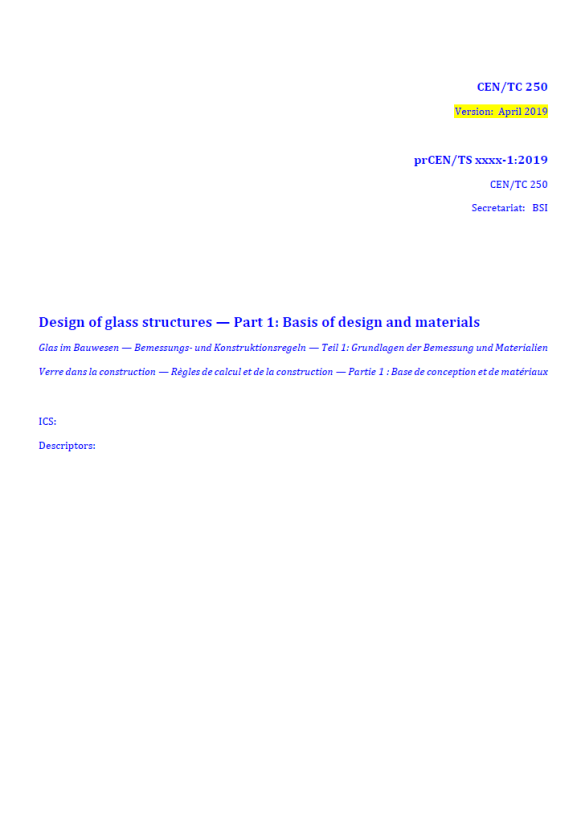 CEN/TC 250
Version: April 2019
prCEN/TS xxxx-1:2019
CEN/TC 250
Secretariat: BSI
Design of glass structures — Part 1: Basis of design and materials
Glas im Bauwesen — Bemessungs- und Konstruktionsregeln — Teil 1: Grundlagen der Bemessung und Materialien
Verre dans la construction — Règles de calcul et de la construction — Partie 1 : Base de conception et de matériaux
ICS:
Descriptors: